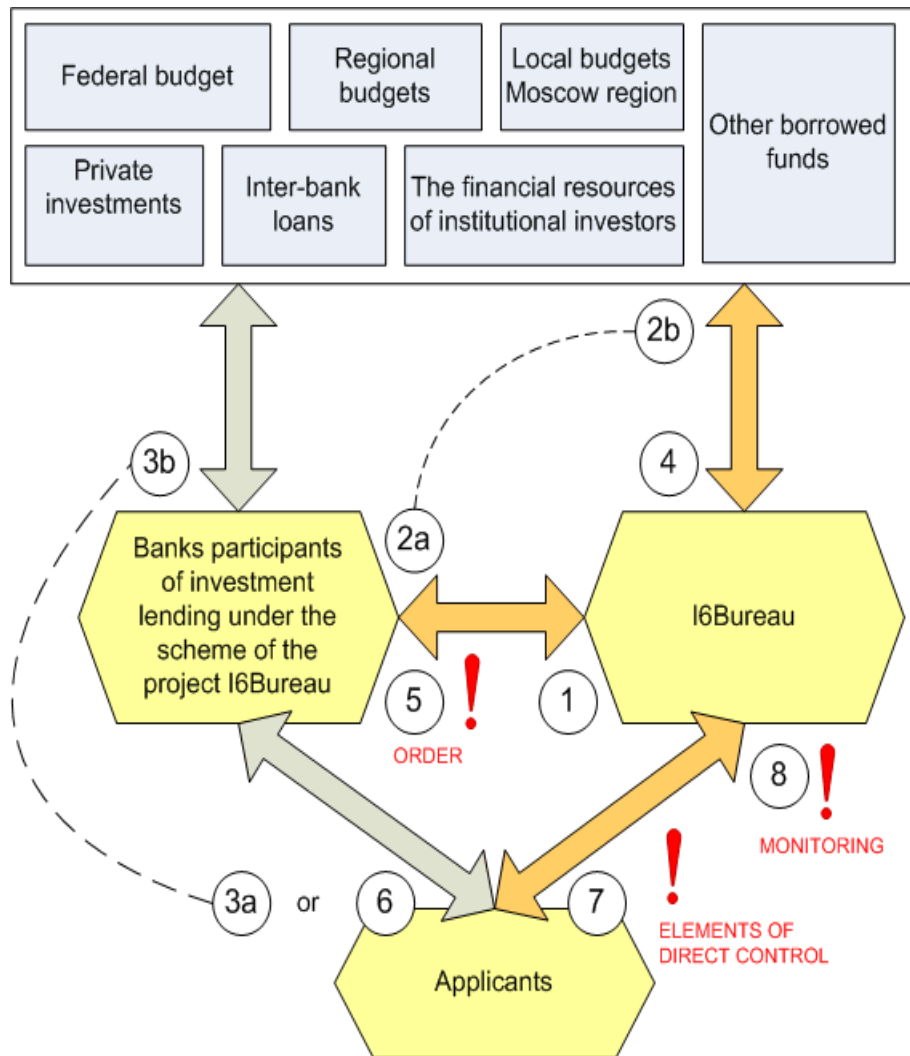 Federal budget
Regional
budgets
Local budgets
Moscow region
Other borrowed
funds
Private
investments
Inter-bank
loans
The financial resources
of institutional investors
2b
3b
4
2a
Banks participants
of investment
lending under the
scheme of the
project I6Bureau
I6Bureau
5
!
1
ORDER
8
!
MONITORING
3a or 6
7
!
ELEMENTS OF
DIRECT CONTROL
Applicants